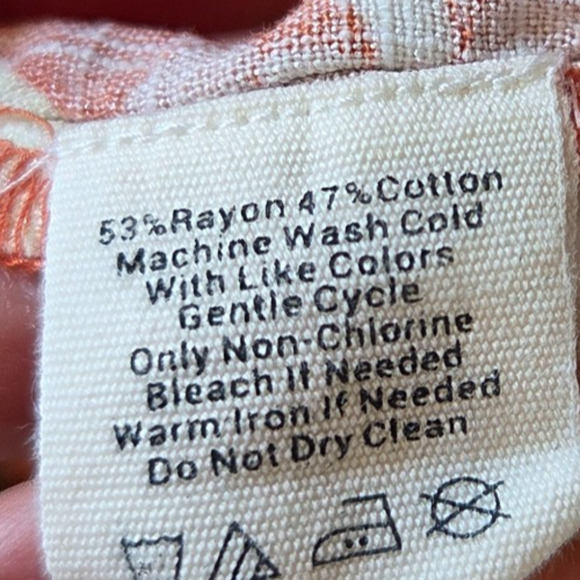 53%Rayon 47%Cotton
Machine Wash Cold
With Like Colors
Gentle Cycle
Only Non-Chlorine
Bleach If Needed
Warm Iron If Needed
Do Not Dry Clean